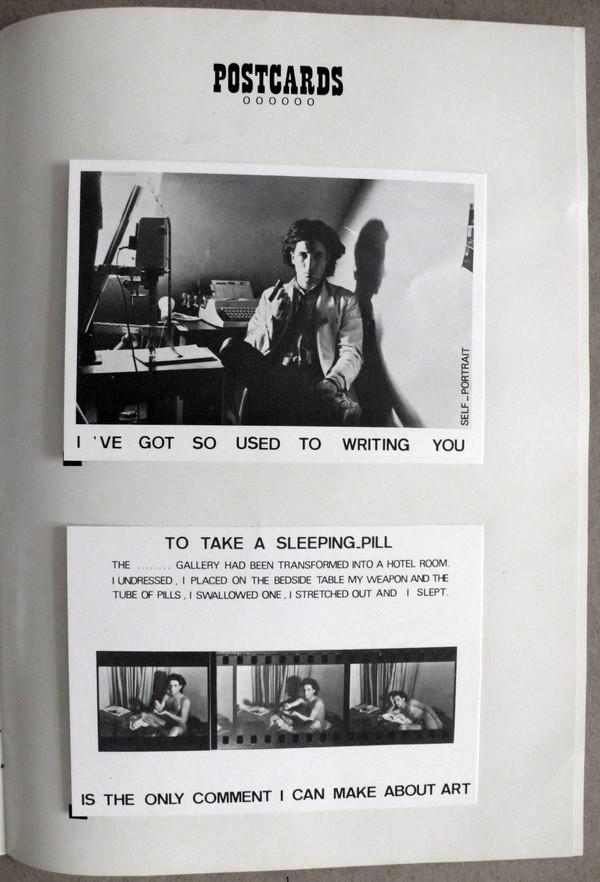 POSTCARDS
OOOOOO
SELF_PORTRAIT
I 'VE GOT SO USED TO WRITING YOU
TO TAKE A SLEEPING_PILL
THE ........ GALLERY HAD BEEN TRANSFORMED INTO A HOTEL ROOM.
I UNDRESSED, I PLACED ON THE BEDSIDE TABLE MY WEAPON AND THE
TUBE OF PILLS, I SWALLOWED ONE, I STRETCHED OUT AND I SLEPT.
IS THE ONLY COMMENT I CAN MAKE ABOUT ART